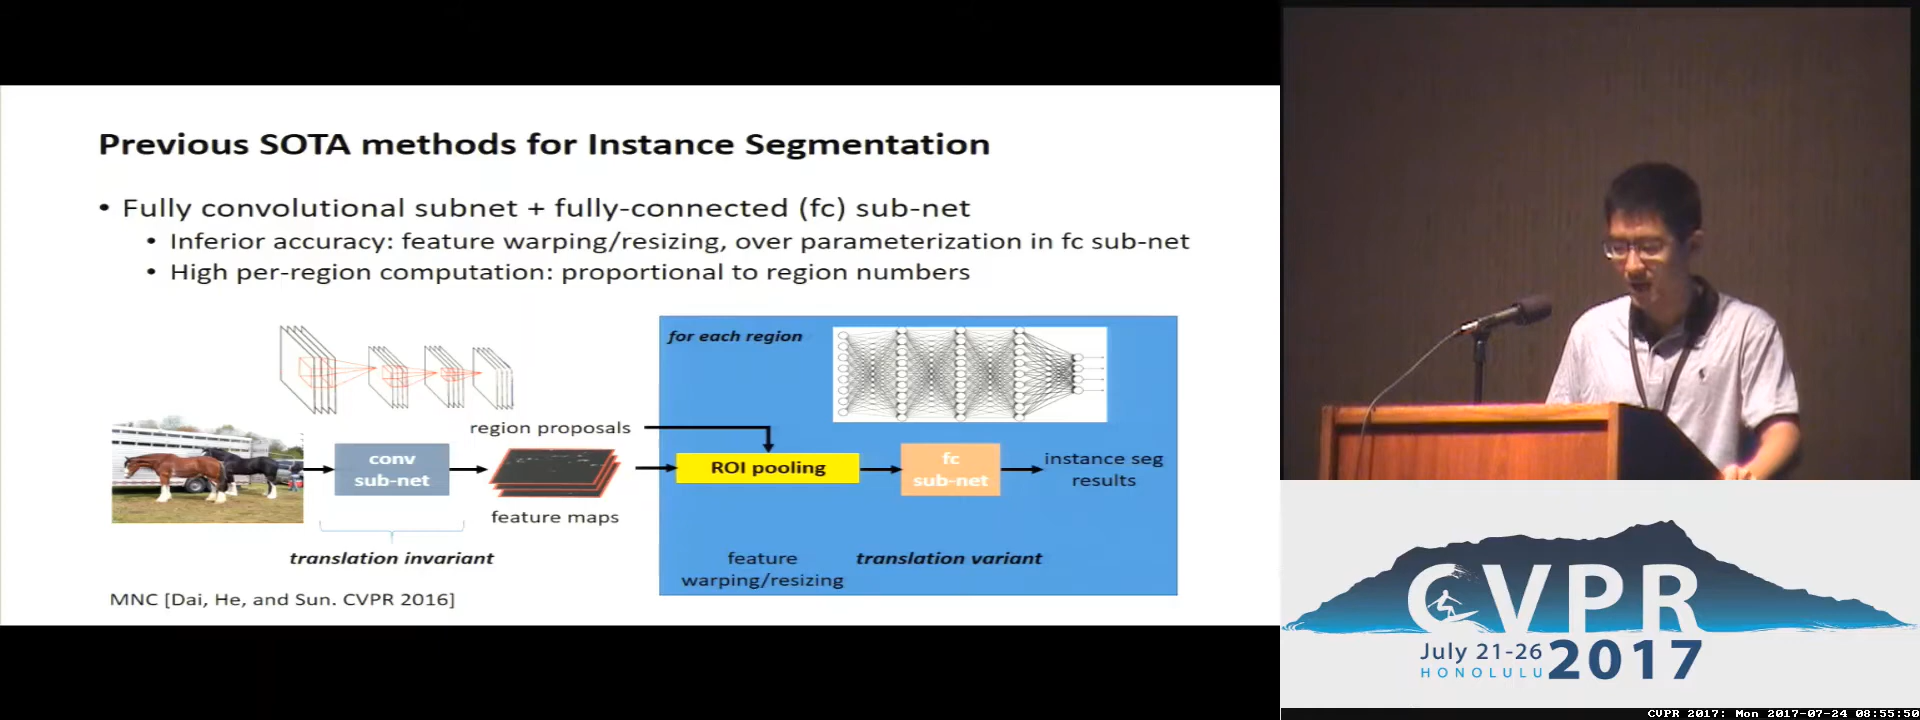 Previous SOTA methods for Instance Segmentation
• Fully convolutional subnet + fully-connected (fc) sub-net
• Inferior accuracy: feature warping/resizing, over parameterization in fc sub-net
• High per-region computation: proportional to region numbers
for each region
region proposals
conv
sub-net
ROI pooling
fc
sub-net
instance seg
results
feature maps
translation invariant
feature
warping/resizing
translation variant
MNC [Dai, He, and Sun. CVPR 2016]
CVPR
July 21-26
HONOLULU
2017
CVPR 2017: Mon 2017-07-24 08:55:50